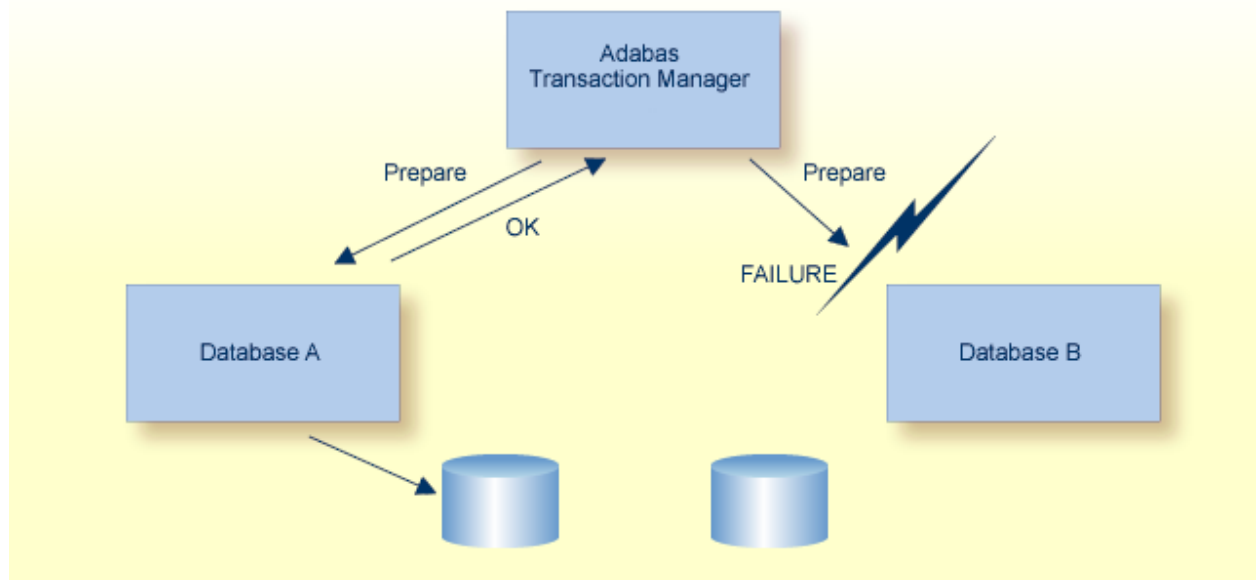 Adabas
Transaction Manager
Prepare
Prepare
OK
FAILURE
Database A
Database B